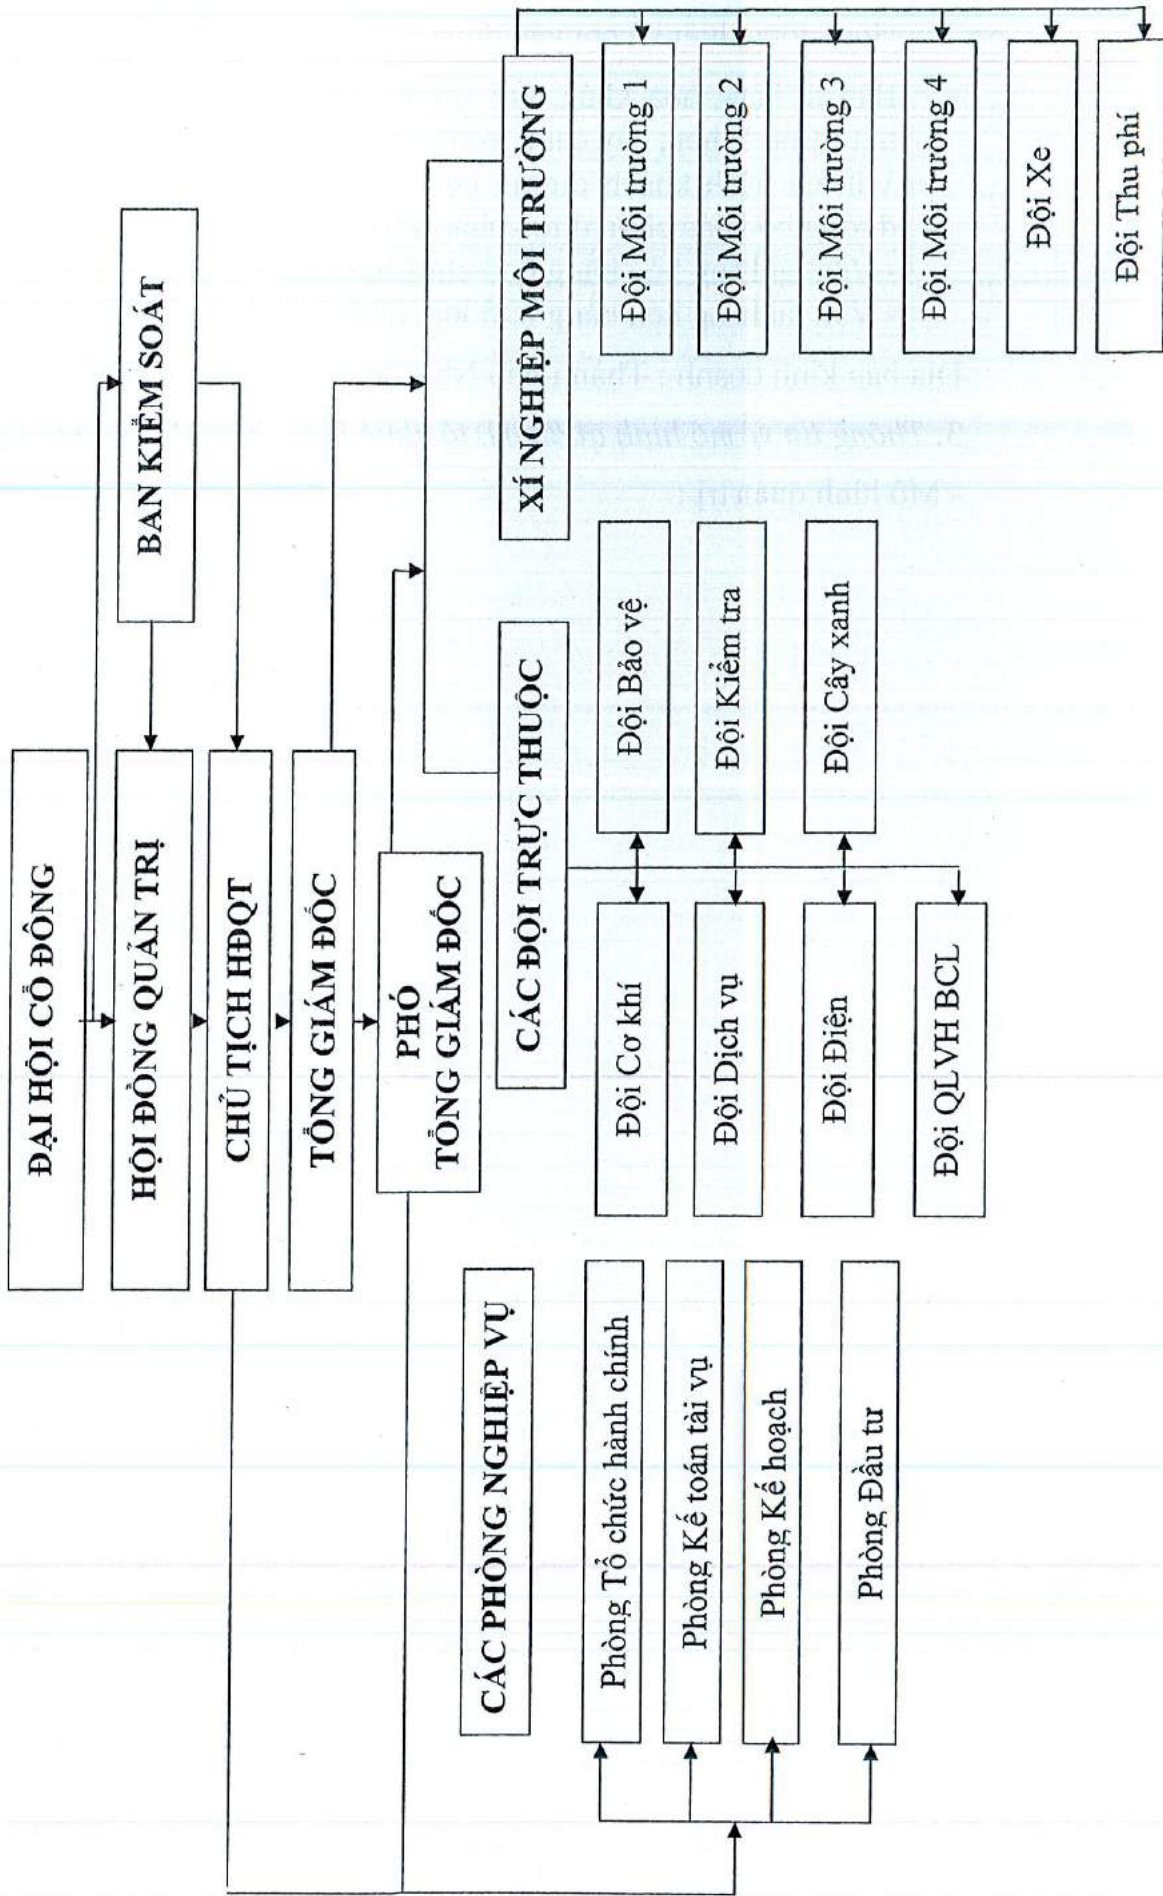 ĐẠI HỘI CỔ ĐÔNG
BAN KIỂM SOÁT
HỘI ĐỒNG QUẢN TRỊ
CHỦ TỊCH HĐQT
TỔNG GIÁM ĐỐC
PHÓ
TỔNG GIÁM ĐỐC
CÁC PHÒNG NGHIỆP VỤ
CÁC ĐỘI TRỰC THUỘC
XÍ NGHIỆP MÔI TRƯỜNG
Phòng Tổ chức hành chính
Phòng Kế toán tài vụ
Phòng Kế hoạch
Phòng Đầu tư
Đội Cơ khí
Đội Bảo vệ
Đội Dịch vụ
Đội Kiểm tra
Đội Điện
Đội Cây xanh
Đội QLVH BCL
Đội Môi trường 1
Đội Môi trường 2
Đội Môi trường 3
Đội Môi trường 4
Đội Xe
Đội Thu phí